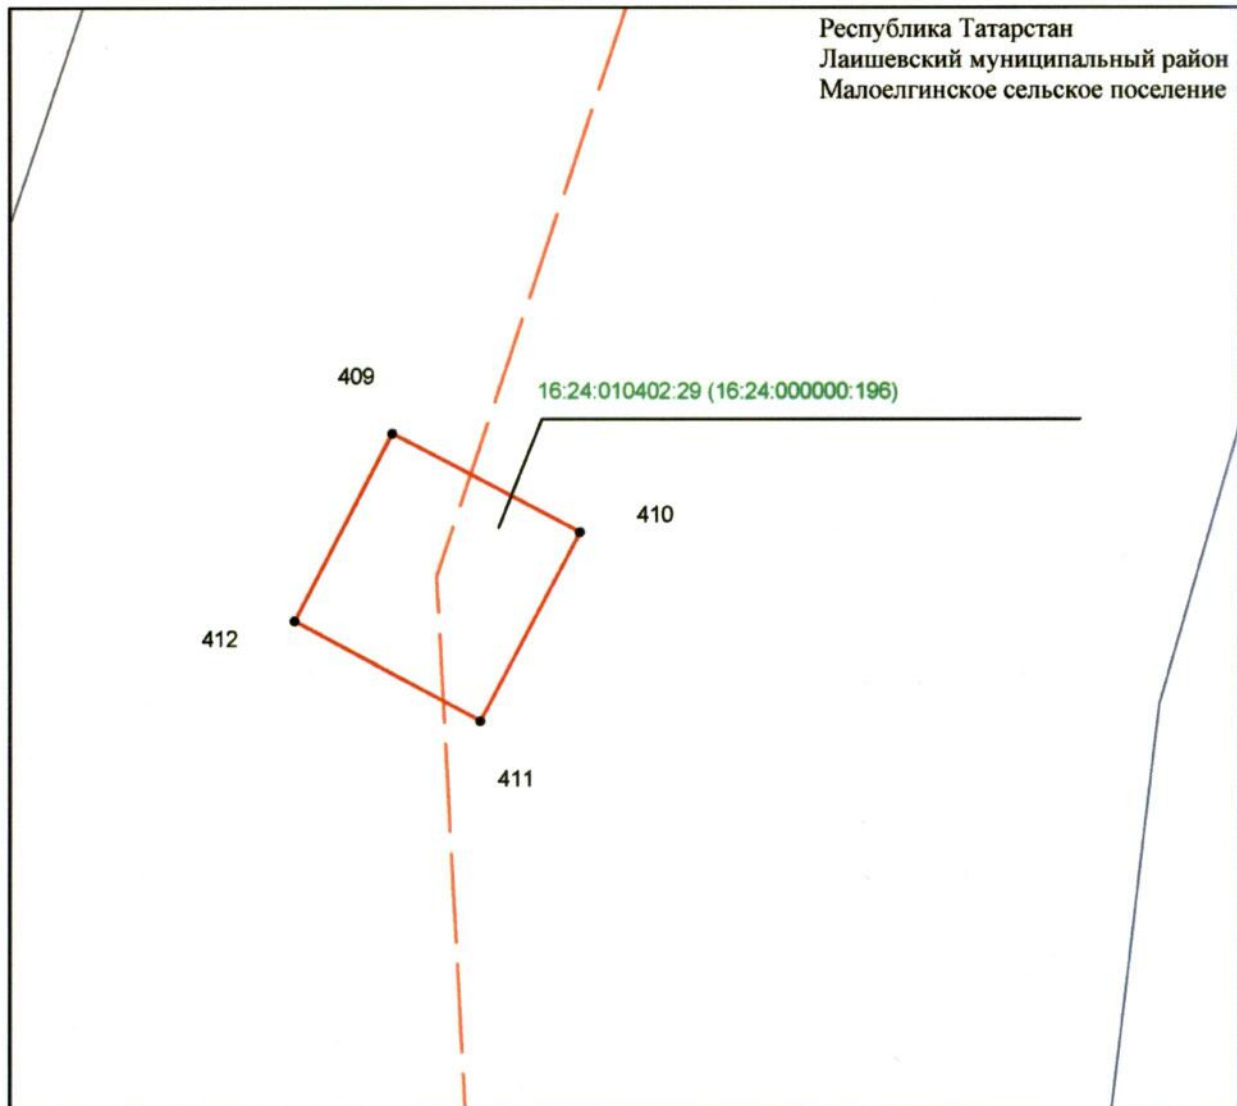 Республика Татарстан
Лаишевский муниципальный район
Малоелгинское сельское поселение
409
16:24:010402:29 (16:24:000000:196)
410
412
411